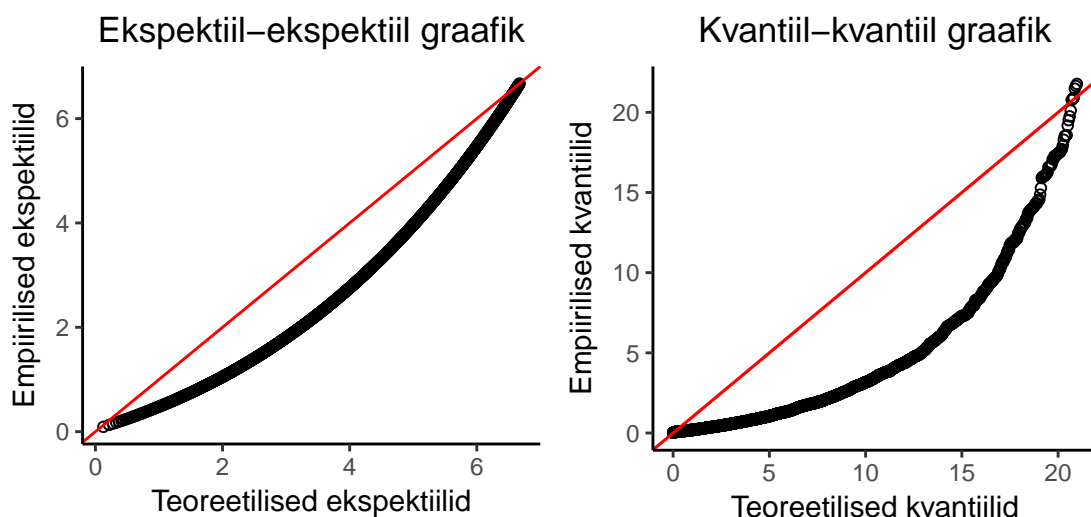 Ekspektiil−ekspektiil graafik
Empiirilised ekspektiilid
6
4
2
0
0 2 4 6
Teoreetilised ekspektiilid
Kvantiil−kvantiil graafik
Empiirilised kvantiilid
20
15
10
5
0
0 5 10 15 20
Teoreetilised kvantiilid